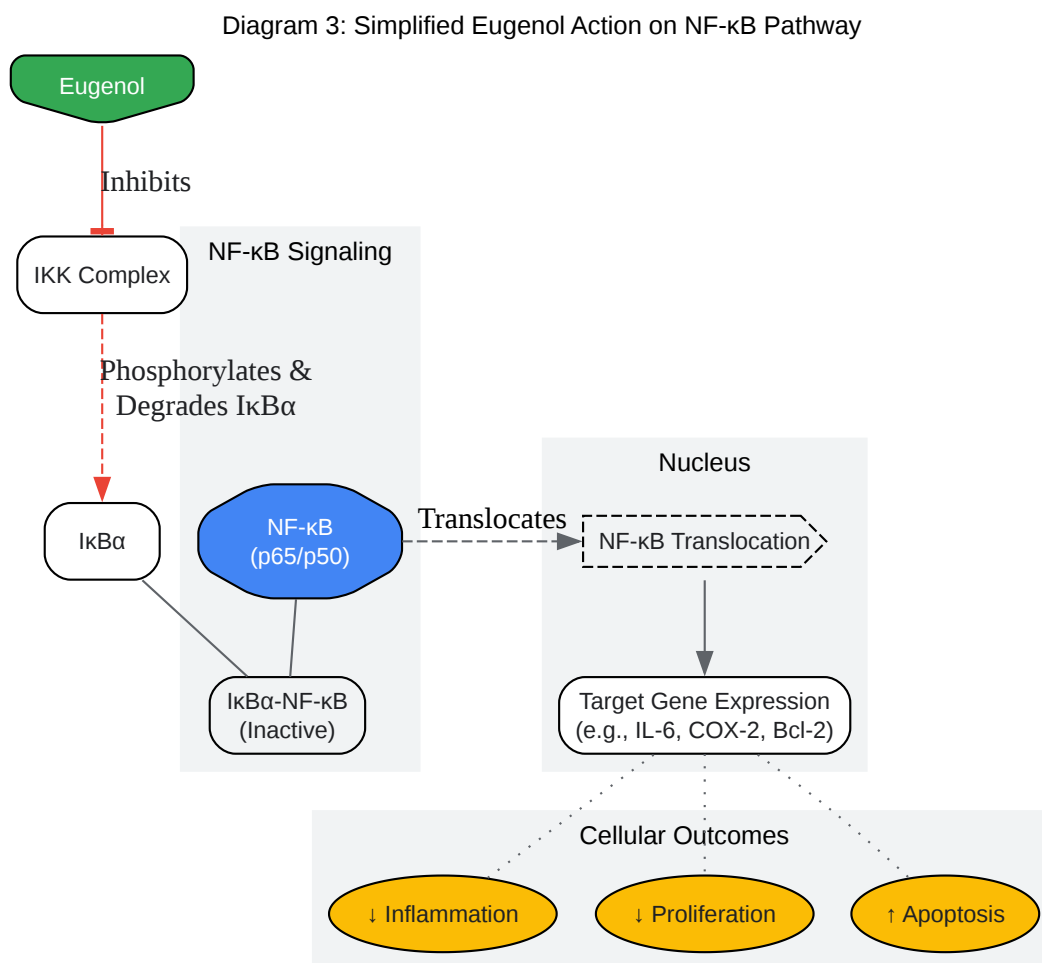 Diagram 3: Simplified Eugenol Action on NF-κB Pathway
Eugenol
Inhibits
IKK Complex
NF-κB Signaling
Phosphorylates &
Degrades IκBα
Nucleus
IκBα
NF-κB
(p65/p50)
Translocates
NF-κB Translocation
IκBα-NF-κB
(Inactive)
Target Gene Expression
(e.g., IL-6, COX-2, Bcl-2)
Cellular Outcomes
↓ Inflammation
↓ Proliferation
↑ Apoptosis